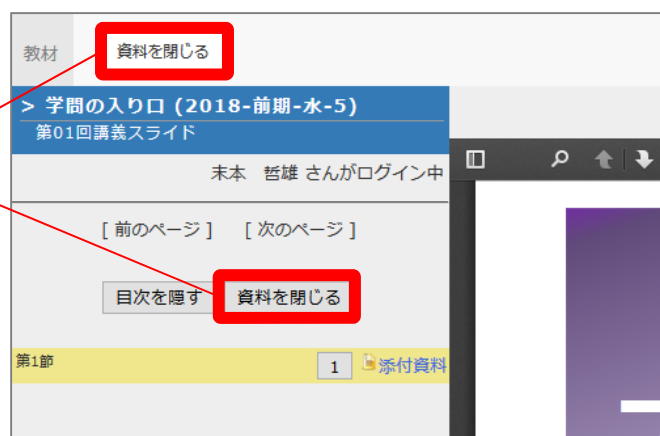 教材 資料を閉じる
> 学問の入り口 (2018-前期-水-5)
第01回講義スライド
末本 哲雄 さんがログイン中
[ 前のページ ] [ 次のページ ]
目次を隠す 資料を閉じる
第1節 1 添付資料